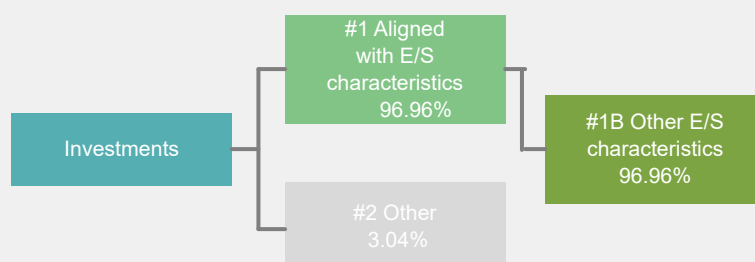 Investments
#1 Aligned
with E/S
characteristics
96.96%
#1B Other E/S
characteristics
96.96%
#2 Other
3.04%